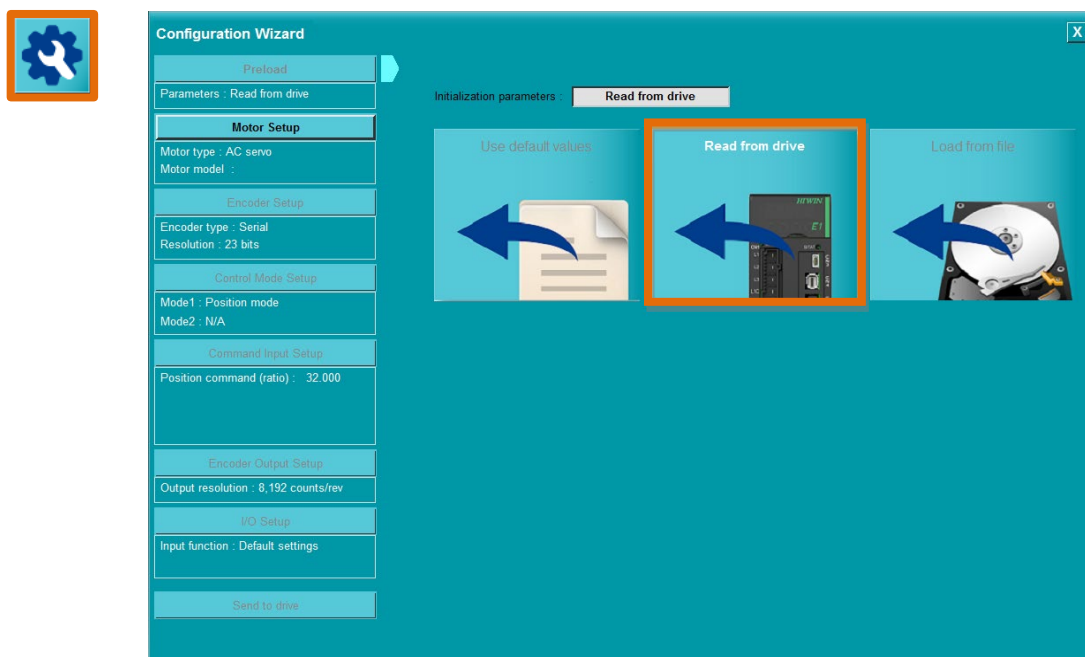 Configuration Wizard
X
Preload
Parameters : Read from drive
Motor Setup
Motor type : AC servo
Motor model :
Encoder Setup
Encoder type : Serial
Resolution : 23 bits
Control Mode Setup
Mode1 : Position mode
Mode2 : N/A
Command Input Setup
Position command (ratio) : 32.000
Encoder Output Setup
Output resolution : 8,192 counts/rev
I/O Setup
Input function : Default settings
Send to drive
Initialization parameters : Read from drive
Use default values
Read from drive
Load from file
HIWIN
E1